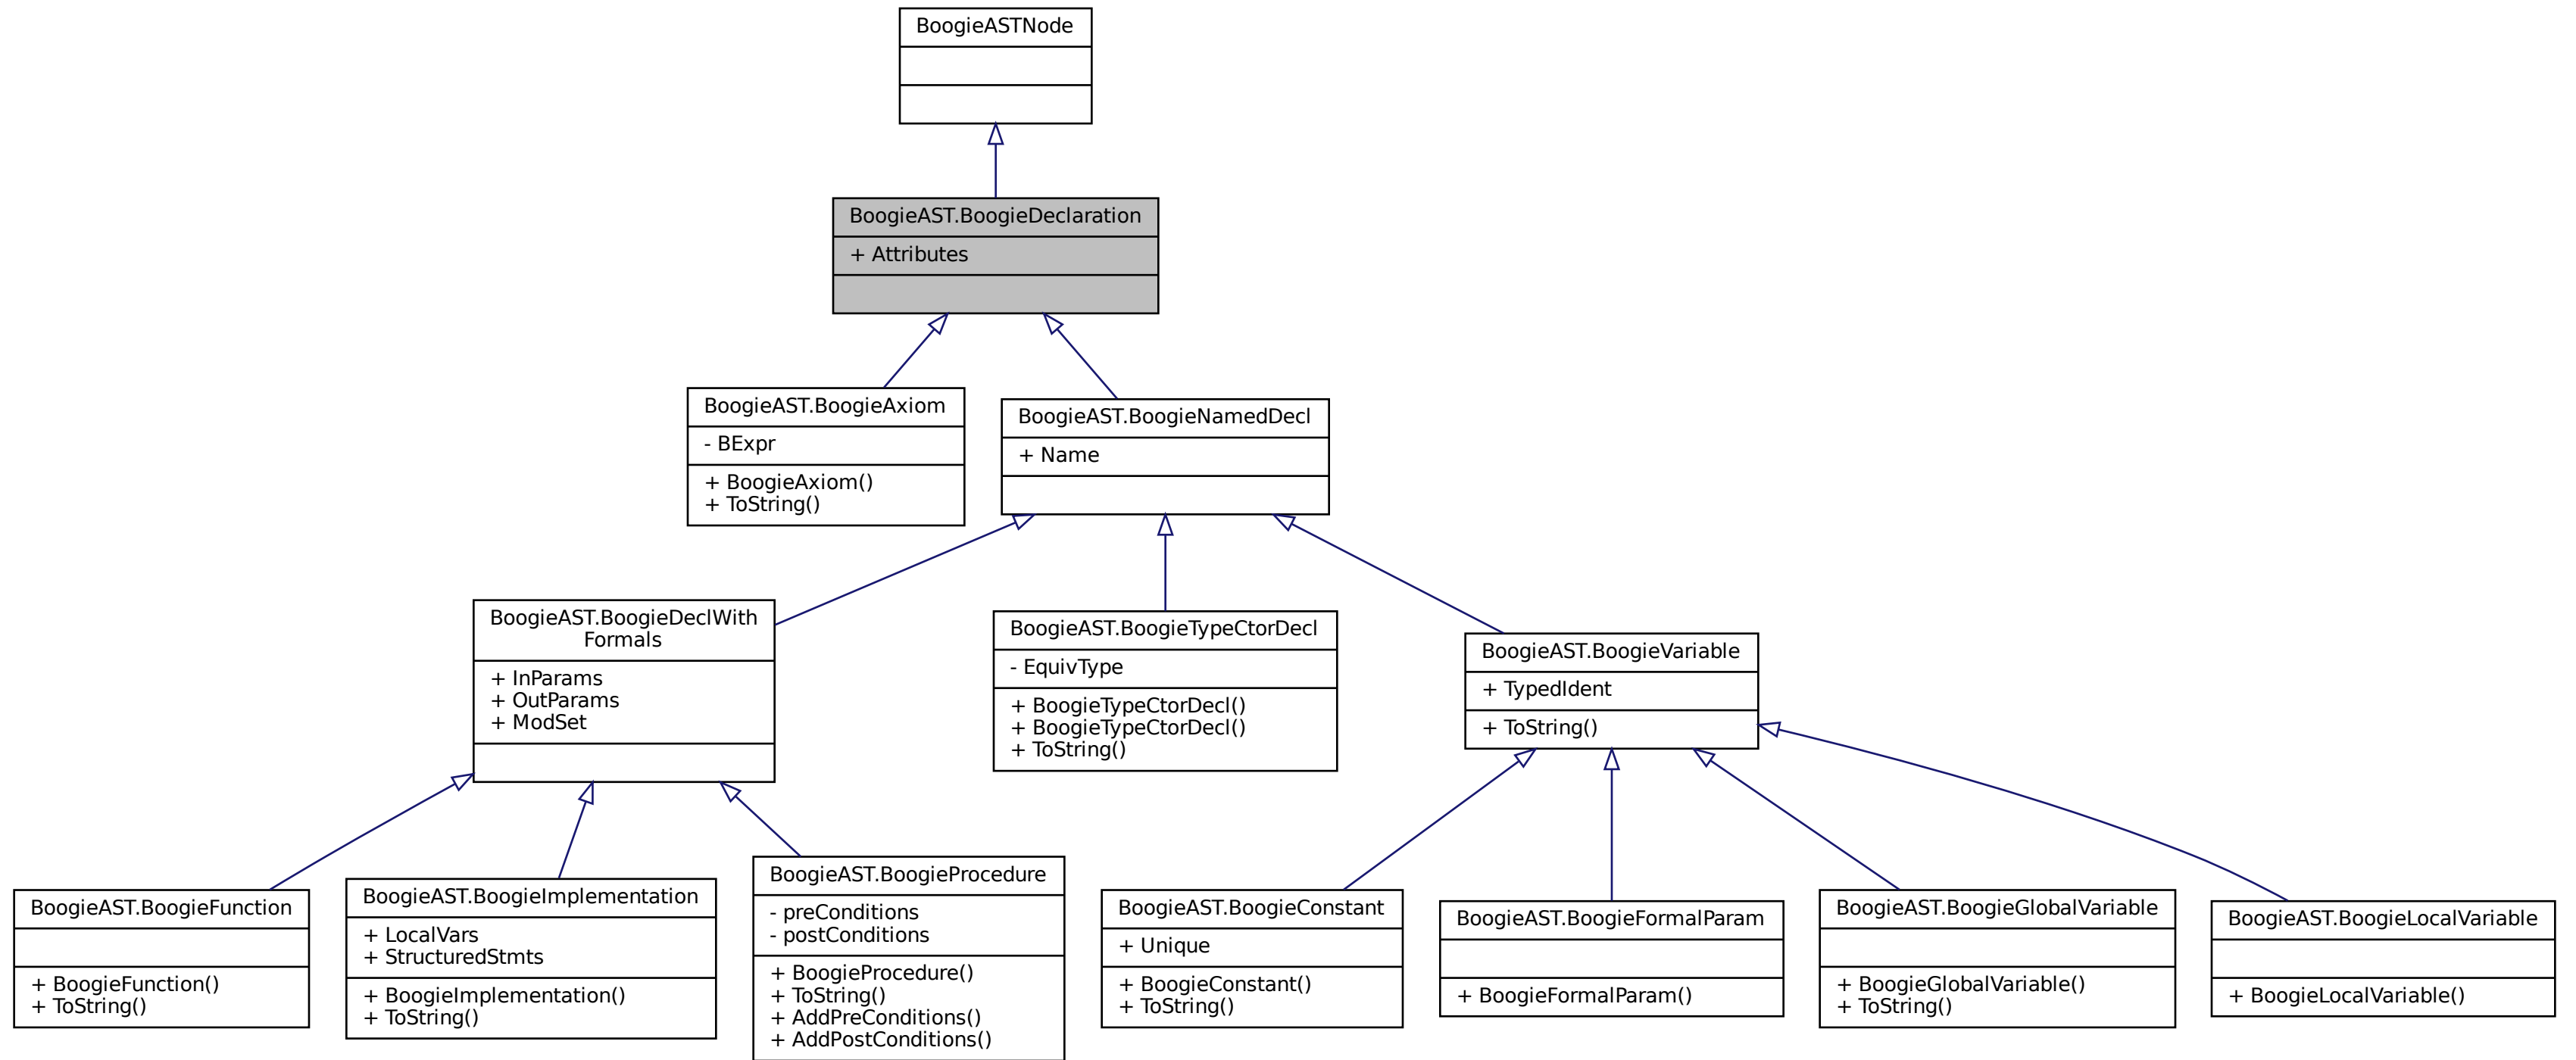 BoogieASTNode
BoogieAST.BoogieDeclaration
+ Attributes
BoogieAST.BoogieAxiom
- BExpr
+ BoogieAxiom()
+ ToString()
BoogieAST.BoogieNamedDecl
+ Name
BoogieAST.BoogieDeclWith
Formals
+ InParams
+ OutParams
+ ModSet
BoogieAST.BoogieTypeCtorDecl
- EquivType
+ BoogieTypeCtorDecl()
+ BoogieTypeCtorDecl()
+ ToString()
BoogieAST.BoogieVariable
+ TypedIdent
+ ToString()
BoogieAST.BoogieFunction
+ BoogieFunction()
+ ToString()
BoogieAST.BoogieImplementation
+ LocalVars
+ StructuredStmts
+ BoogieImplementation()
+ ToString()
BoogieAST.BoogieProcedure
- preConditions
- postConditions
+ BoogieProcedure()
+ ToString()
+ AddPreConditions()
+ AddPostConditions()
BoogieAST.BoogieConstant
+ Unique
+ BoogieConstant()
+ ToString()
BoogieAST.BoogieFormalParam
+ BoogieFormalParam()
BoogieAST.BoogieGlobalVariable
+ BoogieGlobalVariable()
+ ToString()
BoogieAST.BoogieLocalVariable
+ BoogieLocalVariable()